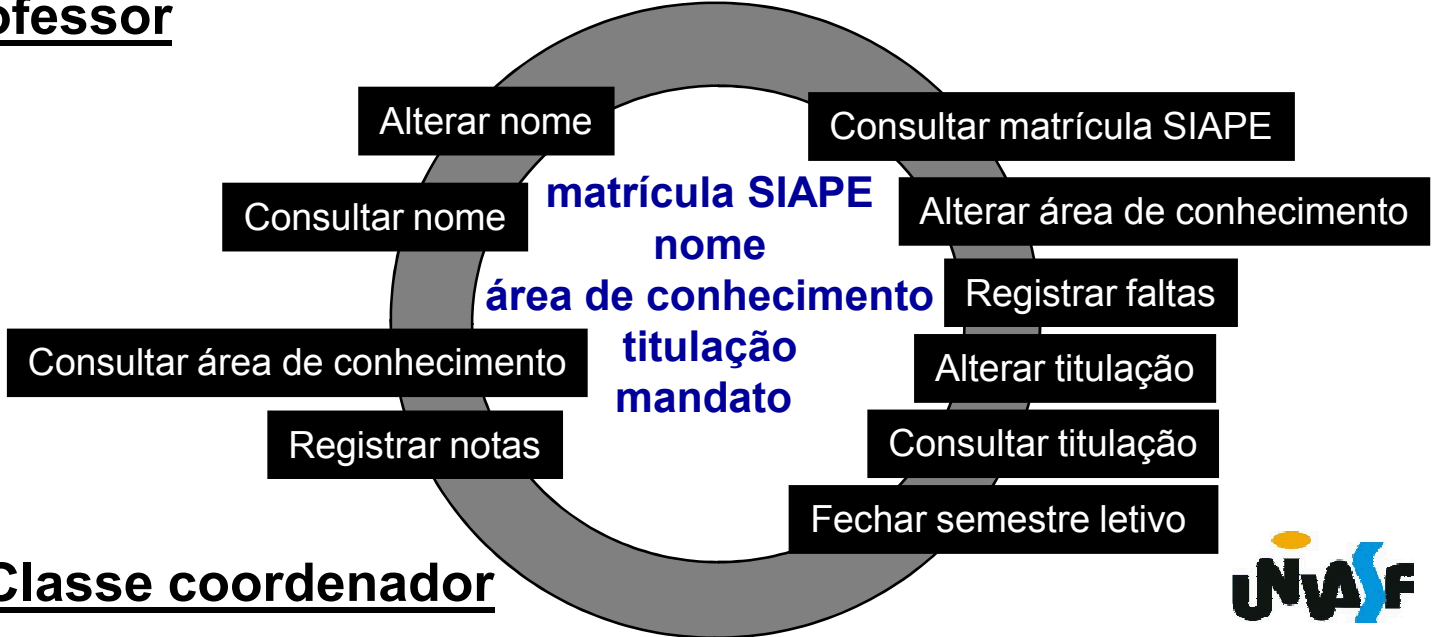 ofessor
Alterar nome
Consultar matrícula SIAPE
matrícula SIAPE
Consultar nome
Alterar área de conhecimento
nome
área de conhecimento
Registrar faltas
Consultar área de conhecimento
titulação
Alterar titulação
mandato
Registrar notas
Consultar titulação
Fechar semestre letivo
Classe coordenador
UNIVASF